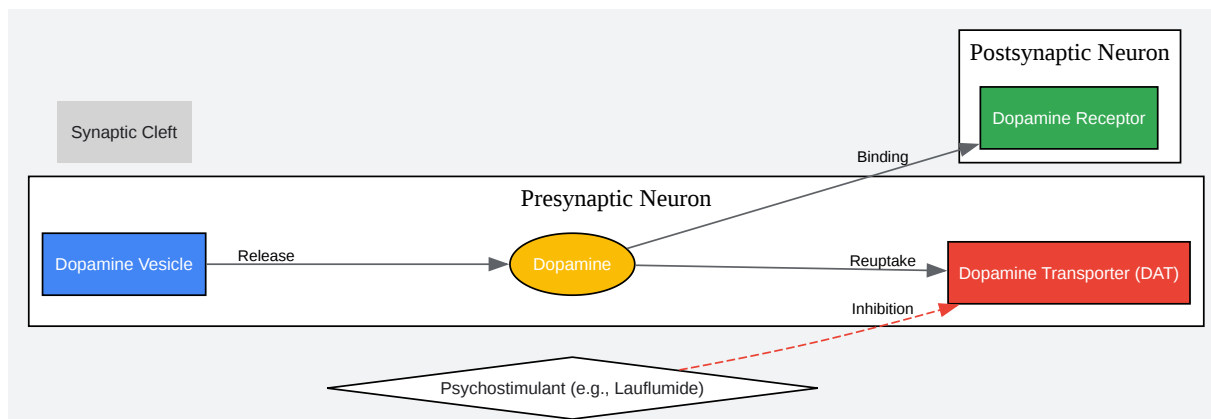 Postsynaptic Neuron
Dopamine Receptor
Synaptic Cleft
Binding
Presynaptic Neuron
Dopamine Vesicle
Release
Dopamine
Reuptake
Dopamine Transporter (DAT)
Inhibition
Psychostimulant (e.g., Lauflumide)